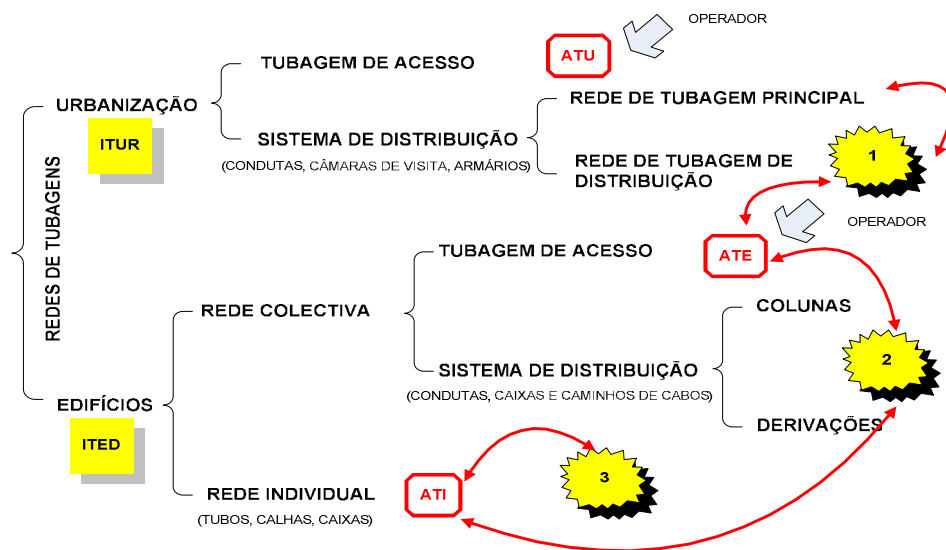 OPERADOR
ATU
TUBAGEM DE ACESSO
URBANIZAÇÃO
REDE DE TUBAGEM PRINCIPAL
ITUR
SISTEMA DE DISTRIBUIÇÃO
(CONDUTAS, CÂMARAS DE VISITA, ARMÁRIOS)
1
REDE DE TUBAGEM DE
DISTRIBUIÇÃO
OPERADOR
REDES DE TUBAGENS
TUBAGEM DE ACESSO
ATE
REDE COLECTIVA
COLUNAS
2
SISTEMA DE DISTRIBUIÇÃO
(CONDUTAS, CAIXAS E CAMINHOS DE CABOS)
EDIFÍCIOS
DERIVAÇÕES
ITED
3
REDE INDIVIDUAL
ATI
(TUBOS, CALHAS, CAIXAS)